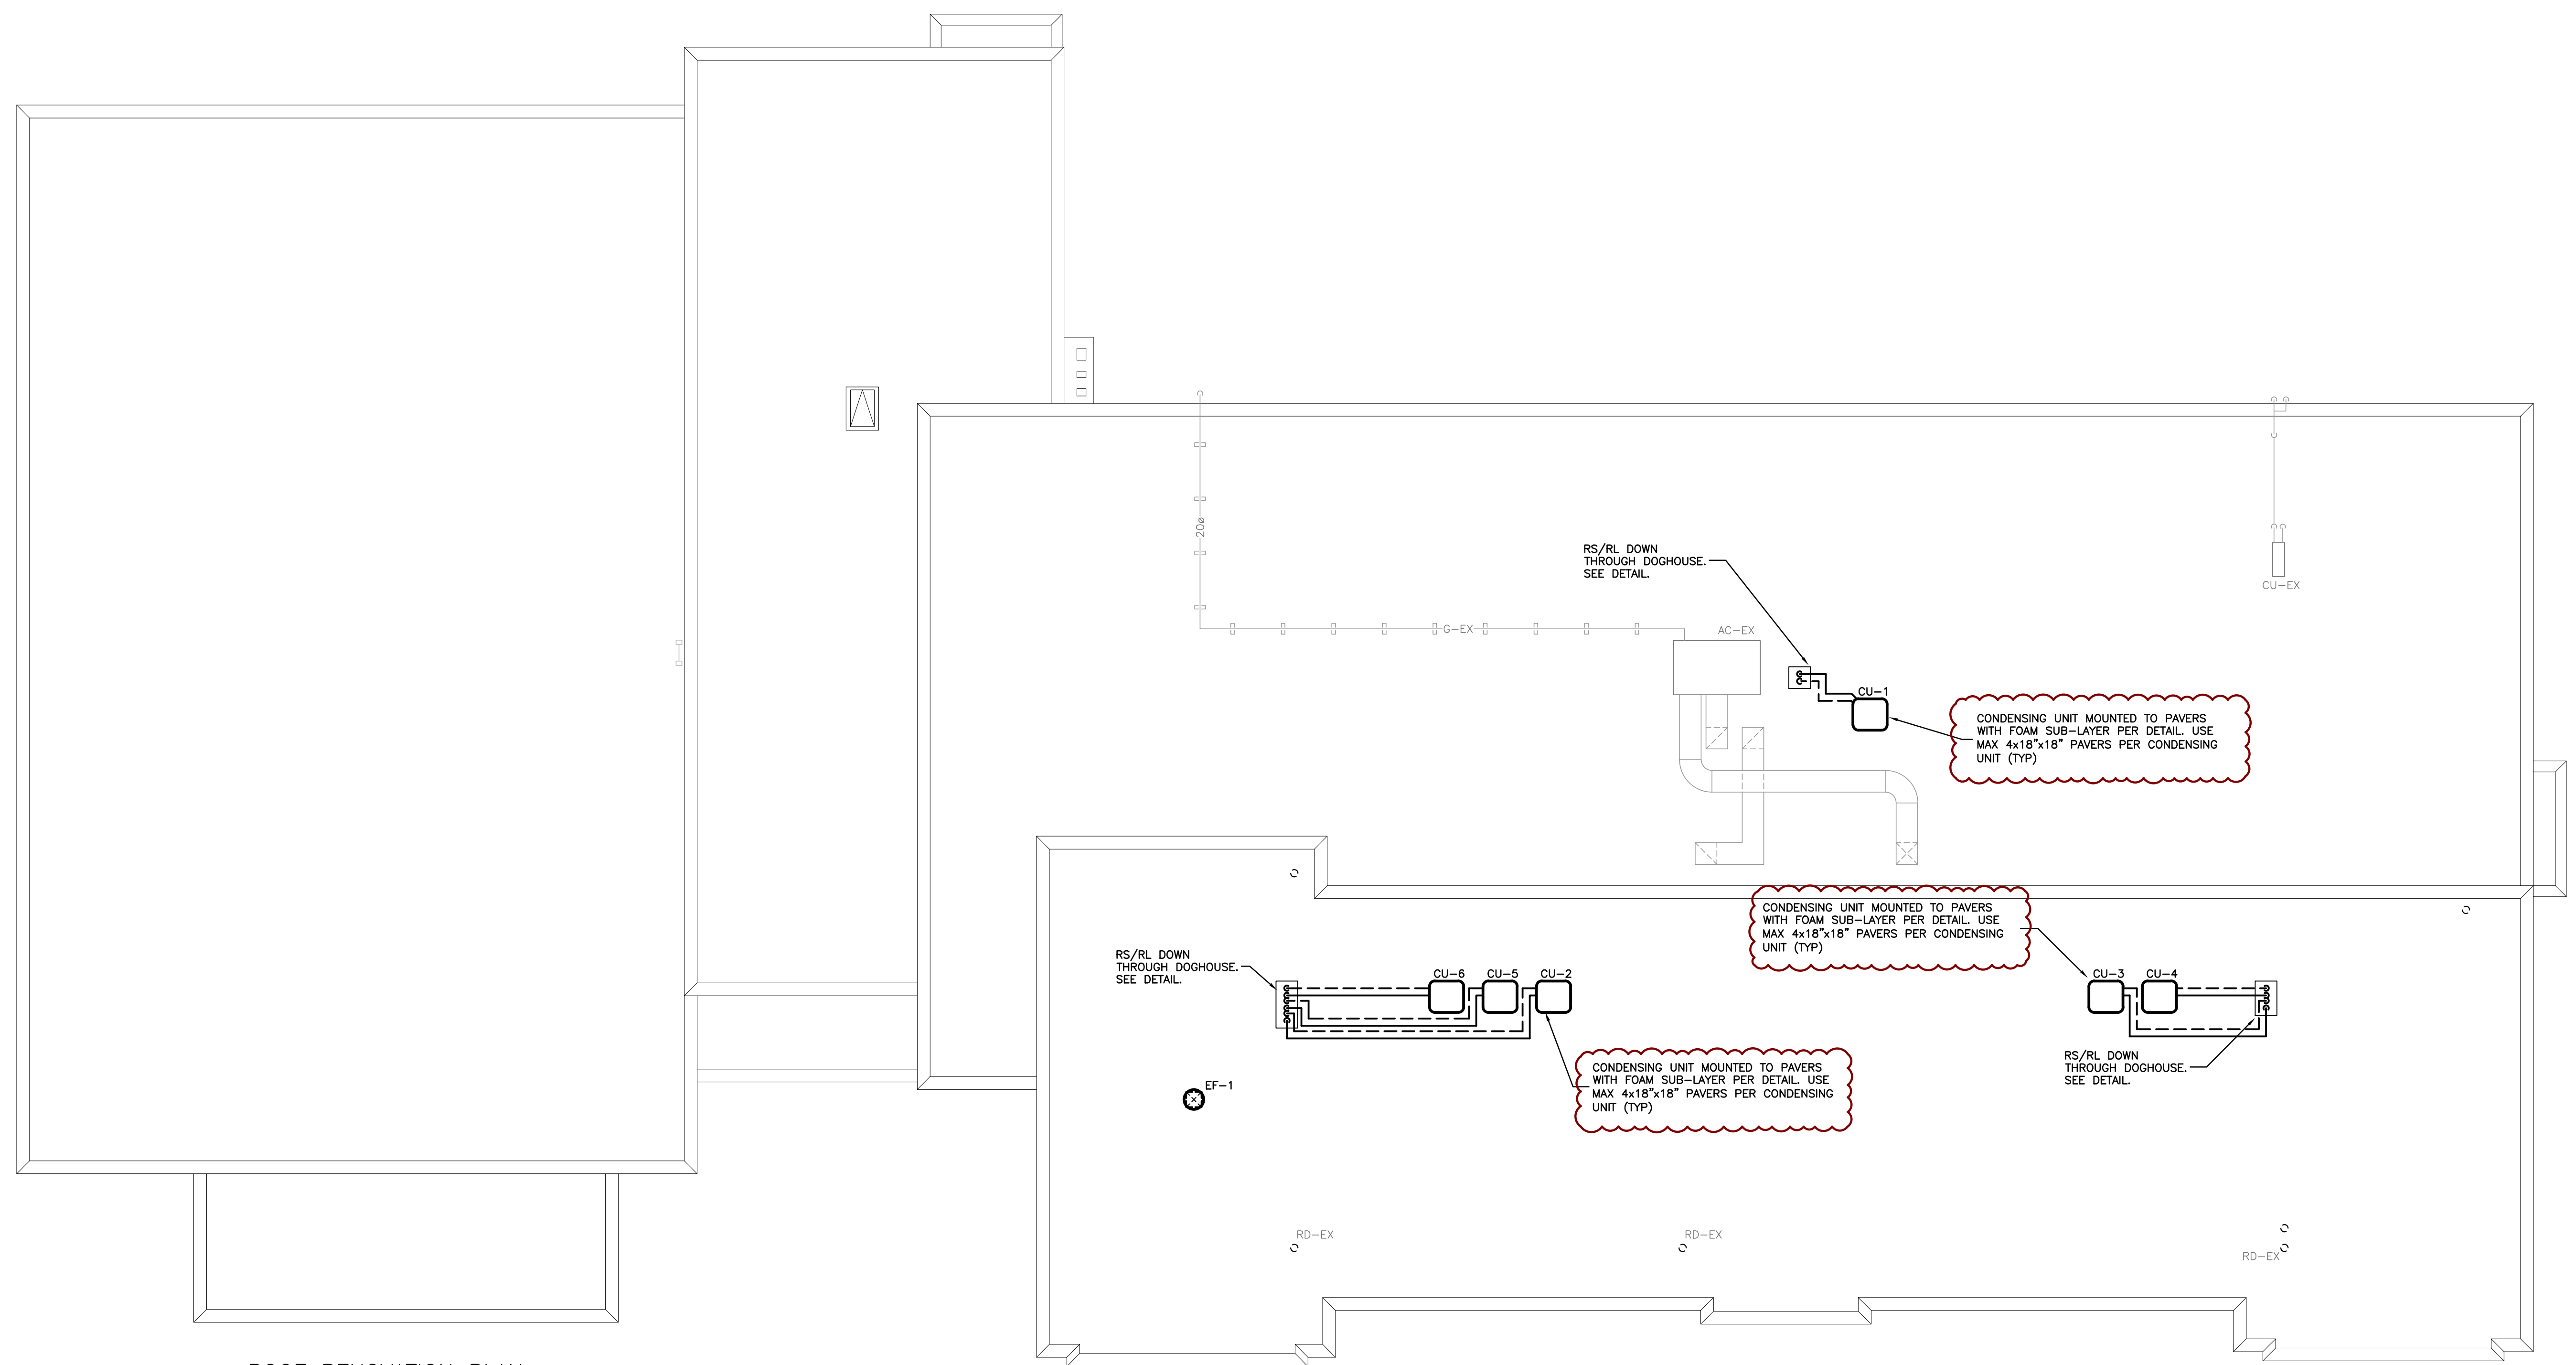 20ø
RS/RL DOWN
THROUGH DOGHOUSE.
SEE DETAIL.
CU-EX
G-EX
AC-EX
CU-1
CONDENSING UNIT MOUNTED TO PAVERS
WITH FOAM SUB-LAYER PER DETAIL. USE
MAX 4x18"x18" PAVERS PER CONDENSING
UNIT (TYP)
CONDENSING UNIT MOUNTED TO PAVERS
WITH FOAM SUB-LAYER PER DETAIL. USE
MAX 4x18"x18" PAVERS PER CONDENSING
UNIT (TYP)
RS/RL DOWN
THROUGH DOGHOUSE.
SEE DETAIL.
CU-6
CU-5
CU-2
CU-3
CU-4
CONDENSING UNIT MOUNTED TO PAVERS
WITH FOAM SUB-LAYER PER DETAIL. USE
MAX 4x18"x18" PAVERS PER CONDENSING
UNIT (TYP)
RS/RL DOWN
THROUGH DOGHOUSE.
SEE DETAIL.
EF-1
RD-EX
RD-EX
RD-EX